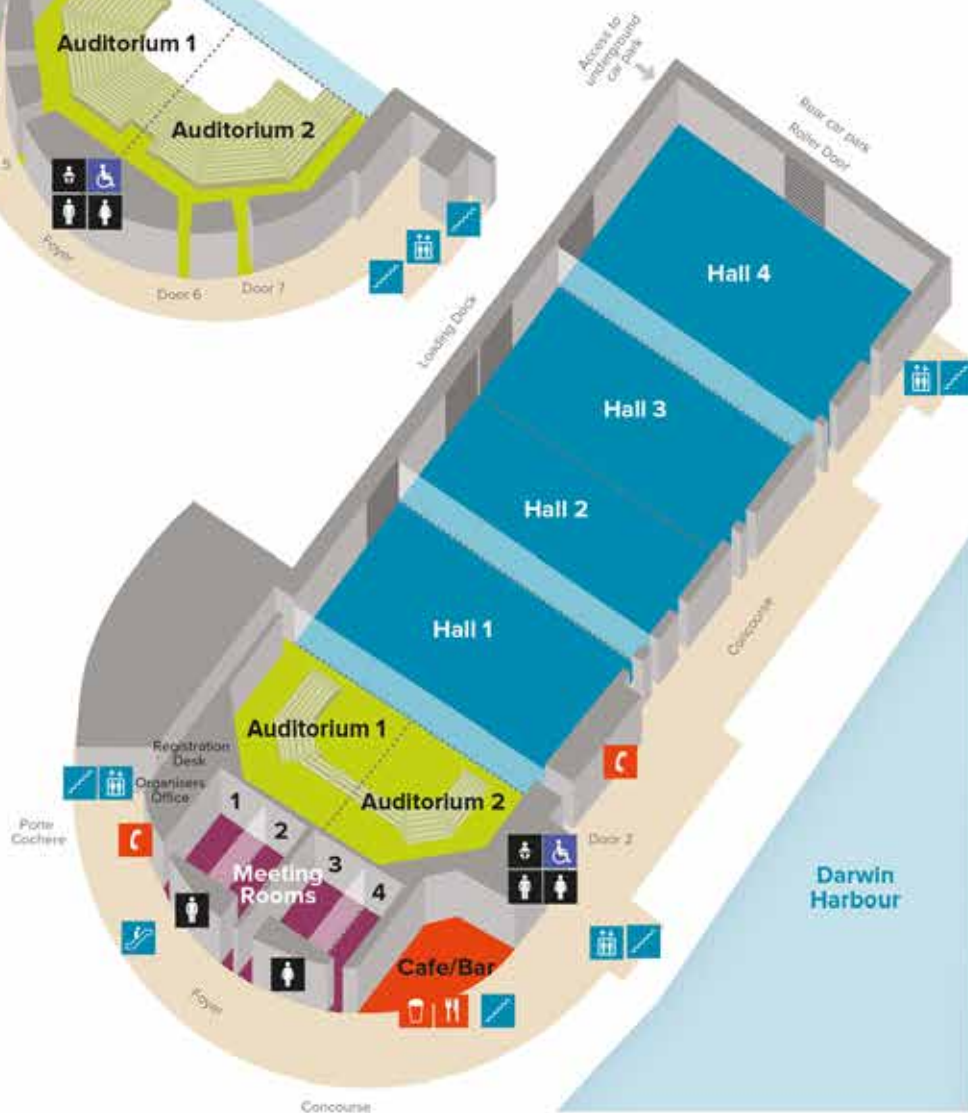 Auditorium 1
Auditorium 2
5
Foyer
Door 6
Door 7
Access to
underground
car park
Rear car park
Roller Door
Loading Dock
Hall 4
Hall 3
Hall 2
Hall 1
Concourse
Auditorium 1
Auditorium 2
Registration
Desk
Organisers
Office
Porte
Cochere
1
2
3
4
Meeting
Rooms
Door 2
Cafe/Bar
Foyer
Concourse
Darwin
Harbour